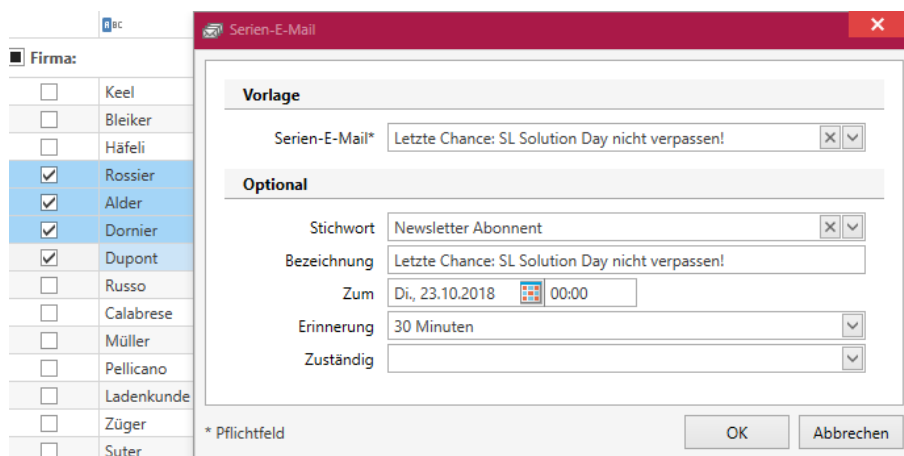 ABC
Firma:
Keel
Bleiker
Häfeli
Rossier
Alder
Dornier
Dupont
Russo
Calabrese
Müller
Pellicano
Ladenkunde
Züger
Suter
Serien-E-Mail
Vorlage
Serien-E-Mail* Letzte Chance: SL Solution Day nicht verpassen!
Optional
Stichwort Newsletter Abonnent
Bezeichnung Letzte Chance: SL Solution Day nicht verpassen!
Zum Di., 23.10.2018 00:00
Erinnerung 30 Minuten
Zuständig
* Pflichtfeld OK Abbrechen